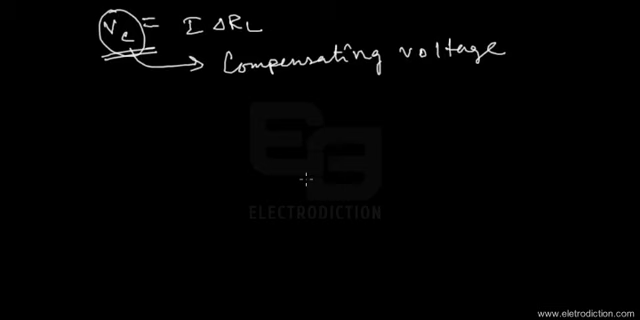 Vc = I ΔRL
Compensating voltage
ELECTRODICTION
www.eletrodiction.com